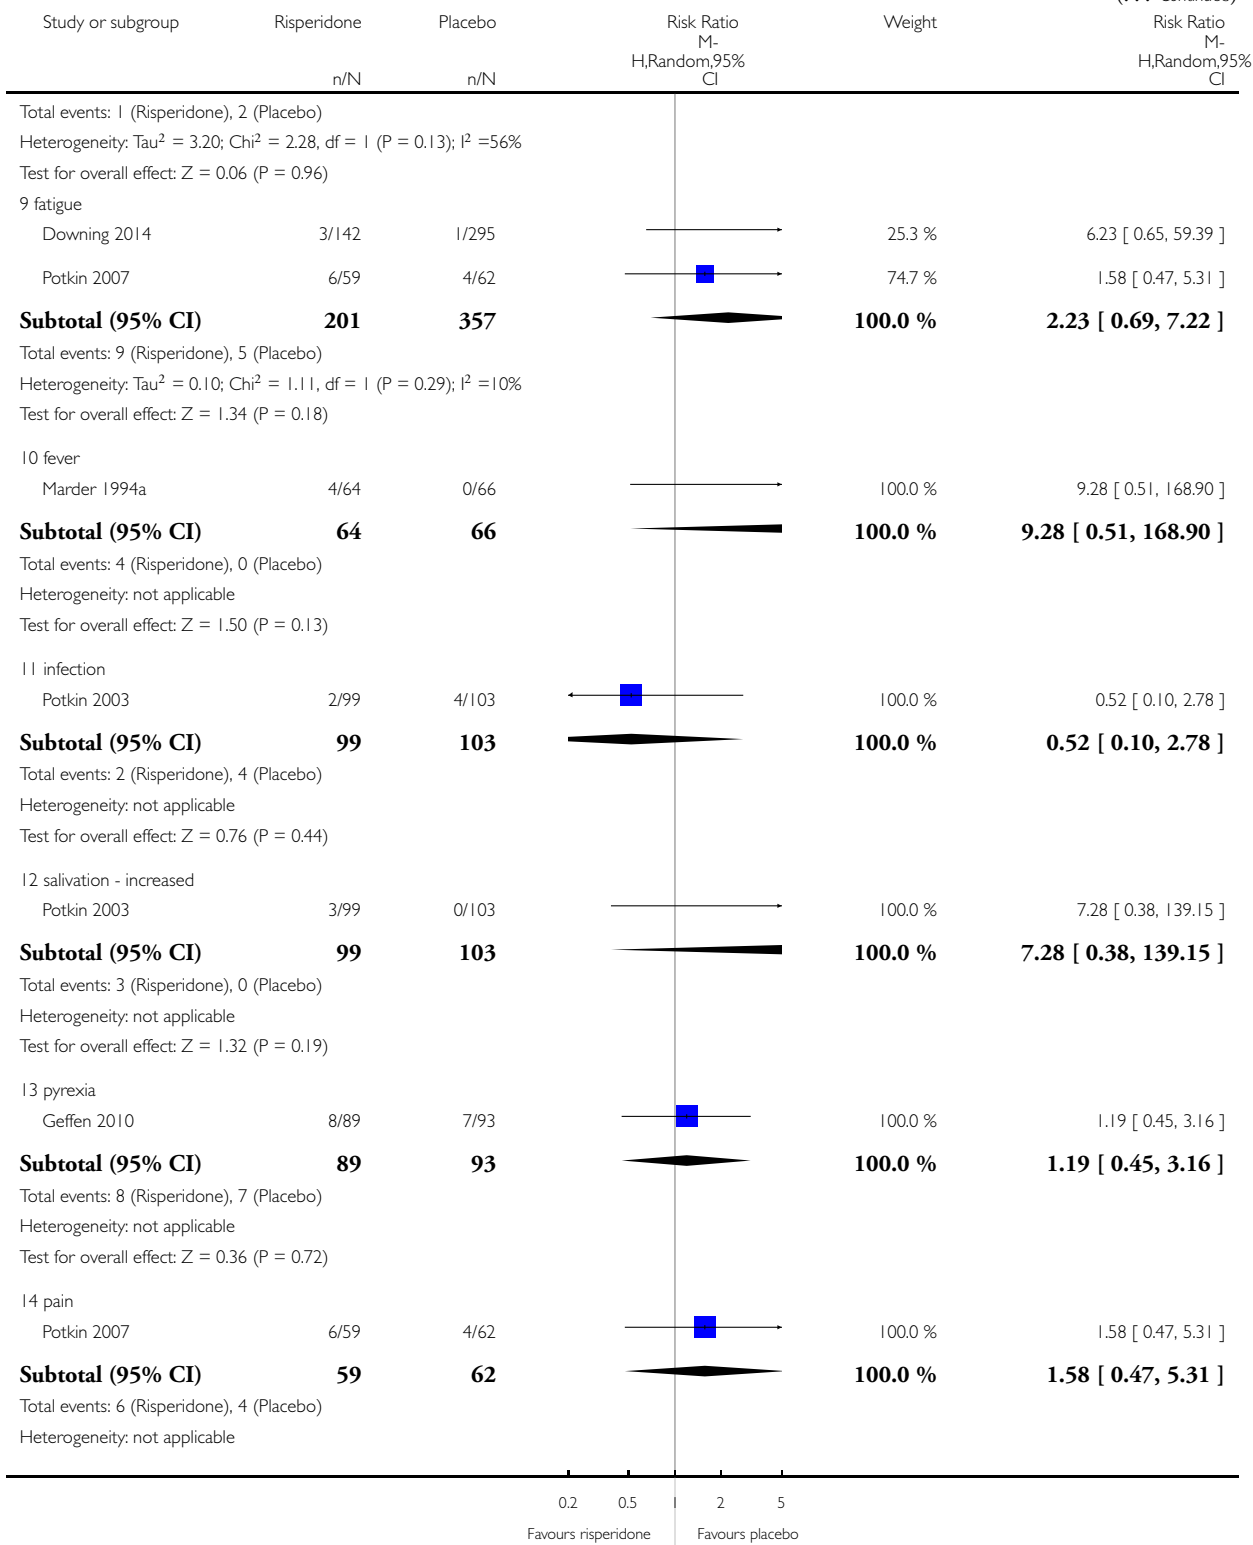 Study or subgroup Risperidone Placebo Risk Ratio Weight Risk Ratio
M- M-
H,Random,95% H,Random,95%
n/N n/N CI CI
Total events: 1 (Risperidone), 2 (Placebo)
Heterogeneity: Tau² = 3.20; Chi² = 2.28, df = 1 (P = 0.13); I² =56%
Test for overall effect: Z = 0.06 (P = 0.96)
9 fatigue
Downing 2014 3/142 1/295 25.3 % 6.23 [ 0.65, 59.39 ]
Potkin 2007 6/59 4/62 74.7 % 1.58 [ 0.47, 5.31 ]
Subtotal (95% CI) 201 357 100.0 % 2.23 [ 0.69, 7.22 ]
Total events: 9 (Risperidone), 5 (Placebo)
Heterogeneity: Tau² = 0.10; Chi² = 1.11, df = 1 (P = 0.29); I² =10%
Test for overall effect: Z = 1.34 (P = 0.18)
10 fever
Marder 1994a 4/64 0/66 100.0 % 9.28 [ 0.51, 168.90 ]
Subtotal (95% CI) 64 66 100.0 % 9.28 [ 0.51, 168.90 ]
Total events: 4 (Risperidone), 0 (Placebo)
Heterogeneity: not applicable
Test for overall effect: Z = 1.50 (P = 0.13)
11 infection
Potkin 2003 2/99 4/103 100.0 % 0.52 [ 0.10, 2.78 ]
Subtotal (95% CI) 99 103 100.0 % 0.52 [ 0.10, 2.78 ]
Total events: 2 (Risperidone), 4 (Placebo)
Heterogeneity: not applicable
Test for overall effect: Z = 0.76 (P = 0.44)
12 salivation - increased
Potkin 2003 3/99 0/103 100.0 % 7.28 [ 0.38, 139.15 ]
Subtotal (95% CI) 99 103 100.0 % 7.28 [ 0.38, 139.15 ]
Total events: 3 (Risperidone), 0 (Placebo)
Heterogeneity: not applicable
Test for overall effect: Z = 1.32 (P = 0.19)
13 pyrexia
Geffen 2010 8/89 7/93 100.0 % 1.19 [ 0.45, 3.16 ]
Subtotal (95% CI) 89 93 100.0 % 1.19 [ 0.45, 3.16 ]
Total events: 8 (Risperidone), 7 (Placebo)
Heterogeneity: not applicable
Test for overall effect: Z = 0.36 (P = 0.72)
14 pain
Potkin 2007 6/59 4/62 100.0 % 1.58 [ 0.47, 5.31 ]
Subtotal (95% CI) 59 62 100.0 % 1.58 [ 0.47, 5.31 ]
Total events: 6 (Risperidone), 4 (Placebo)
Heterogeneity: not applicable
0.2 0.5 1 2 5
Favours risperidone Favours placebo